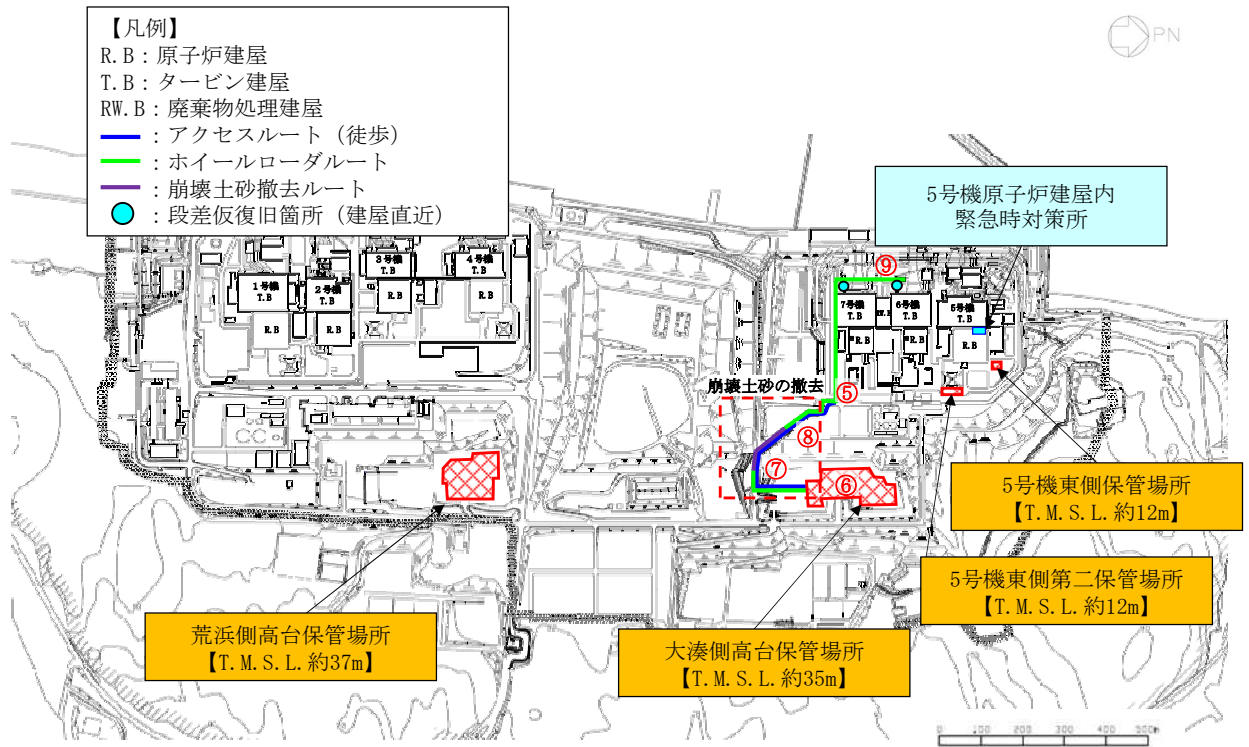 【凡例】
R.B：原子炉建屋
T.B：タービン建屋
RW.B：廃棄物処理建屋
：アクセスルート（徒歩）
：ホイールローダルート
：崩壊土砂撤去ルート
：段差仮復旧箇所（建屋直近）
PN
5号機原子炉建屋内
緊急時対策所
1号機
T.B
2号機
T.B
3号機
T.B
4号機
T.B
R.B
R.B
R.B
R.B
⑨
7号機
T.B
RW.B
6号機
T.B
5号機
T.B
R.B
R.B
R.B
崩壊土砂の撤去
⑤
⑧
⑦
⑥
5号機東側保管場所
【T.M.S.L.約12m】
5号機東側第二保管場所
【T.M.S.L.約12m】
荒浜側高台保管場所
【T.M.S.L.約37m】
大湊側高台保管場所
【T.M.S.L.約35m】
0 100 200 300 400 500m